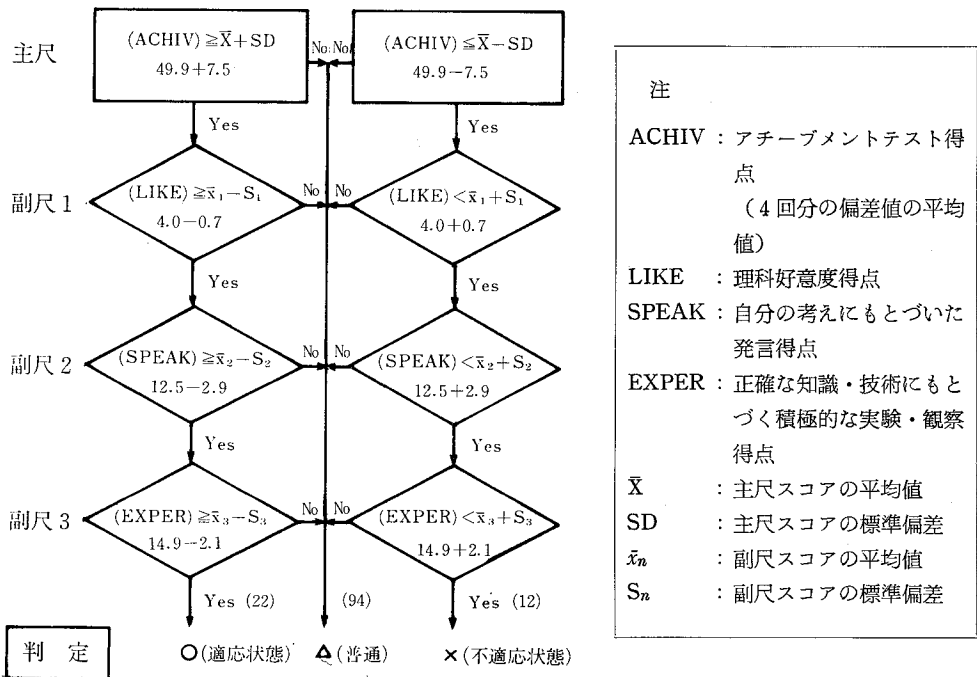 主尺
(ACHIV)≧X̄+SD
49.9+7.5
No
No
(ACHIV)≦X̄−SD
49.9−7.5
Yes
Yes
副尺1
(LIKE)≧x̄₁−S₁
4.0−0.7
No
No
(LIKE)<x̄₁+S₁
4.0+0.7
Yes
Yes
副尺2
(SPEAK)≧x̄₂−S₂
12.5−2.9
No
No
(SPEAK)<x̄₂+S₂
12.5+2.9
Yes
Yes
副尺3
(EXPER)≧x̄₃−S₃
14.9−2.1
No
No
(EXPER)<x̄₃+S₃
14.9+2.1
Yes (22)
(94)
Yes (12)
判定
○(適応状態)
△(普通)
×(不適応状態)
注
ACHIV：アチーブメントテスト得
点
（4回分の偏差値の平均
値）
LIKE：理科好意度得点
SPEAK：自分の考えにもとづいた
発言得点
EXPER：正確な知識・技術にもと
づく積極的な実験・観察
得点
X̄：主尺スコアの平均値
SD：主尺スコアの標準偏差
x̄n：副尺スコアの平均値
Sn：副尺スコアの標準偏差